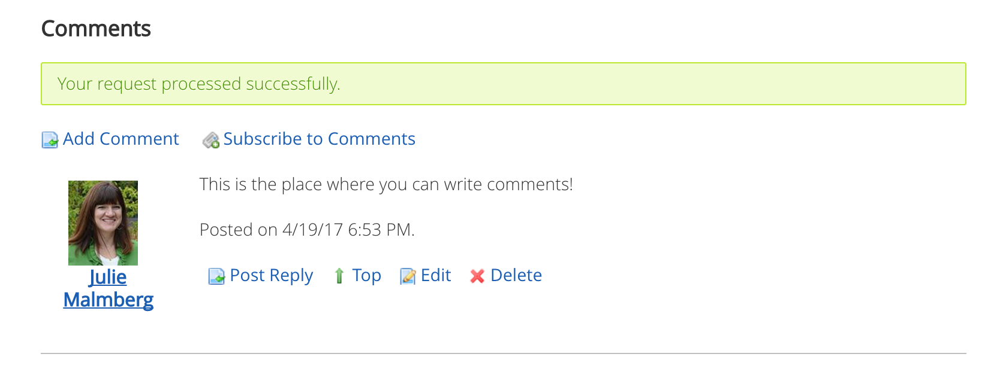 Comments
Your request processed successfully.
Add Comment Subscribe to Comments
This is the place where you can write comments!
Posted on 4/19/17 6:53 PM.
Julie
Malmberg
Post Reply Top Edit Delete